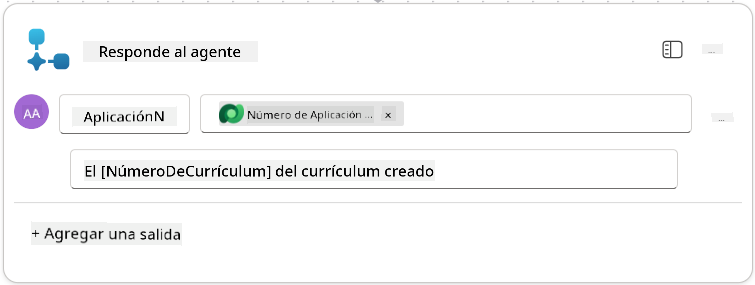 Responde al agente
...
AA
AplicaciónN
Número de Aplicación ... ×
...
El [NúmeroDeCurrículum] del currículum creado
+ Agregar una salida